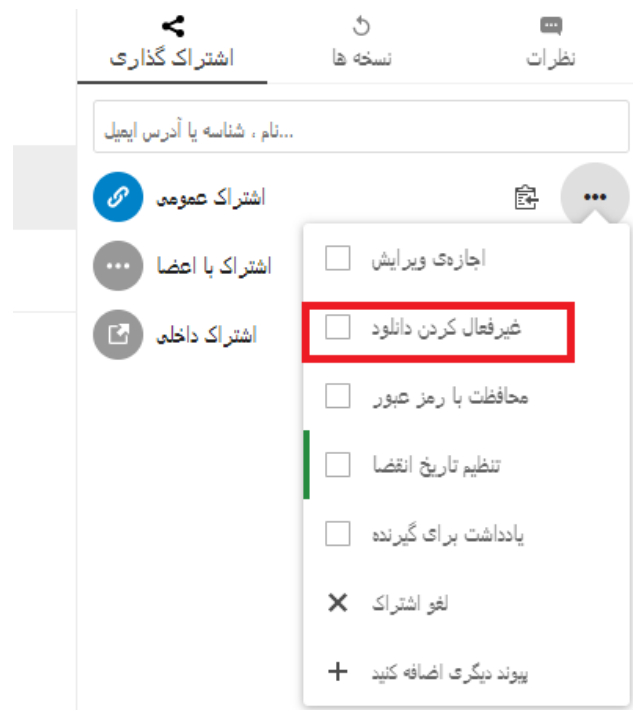 نظرات
نسخه ها
اشتراک گذاری
نام ، شناسه یا آدرس ایمیل...
اشتراک عمومی
اشتراک با اعضا
اشتراک داخلی
اجازه‌ی ویرایش
غیرفعال کردن دانلود
محافظت با رمز عبور
تنظیم تاریخ انقضا
یادداشت برای گیرنده
لغو اشتراک
پیوند دیگری اضافه کنید